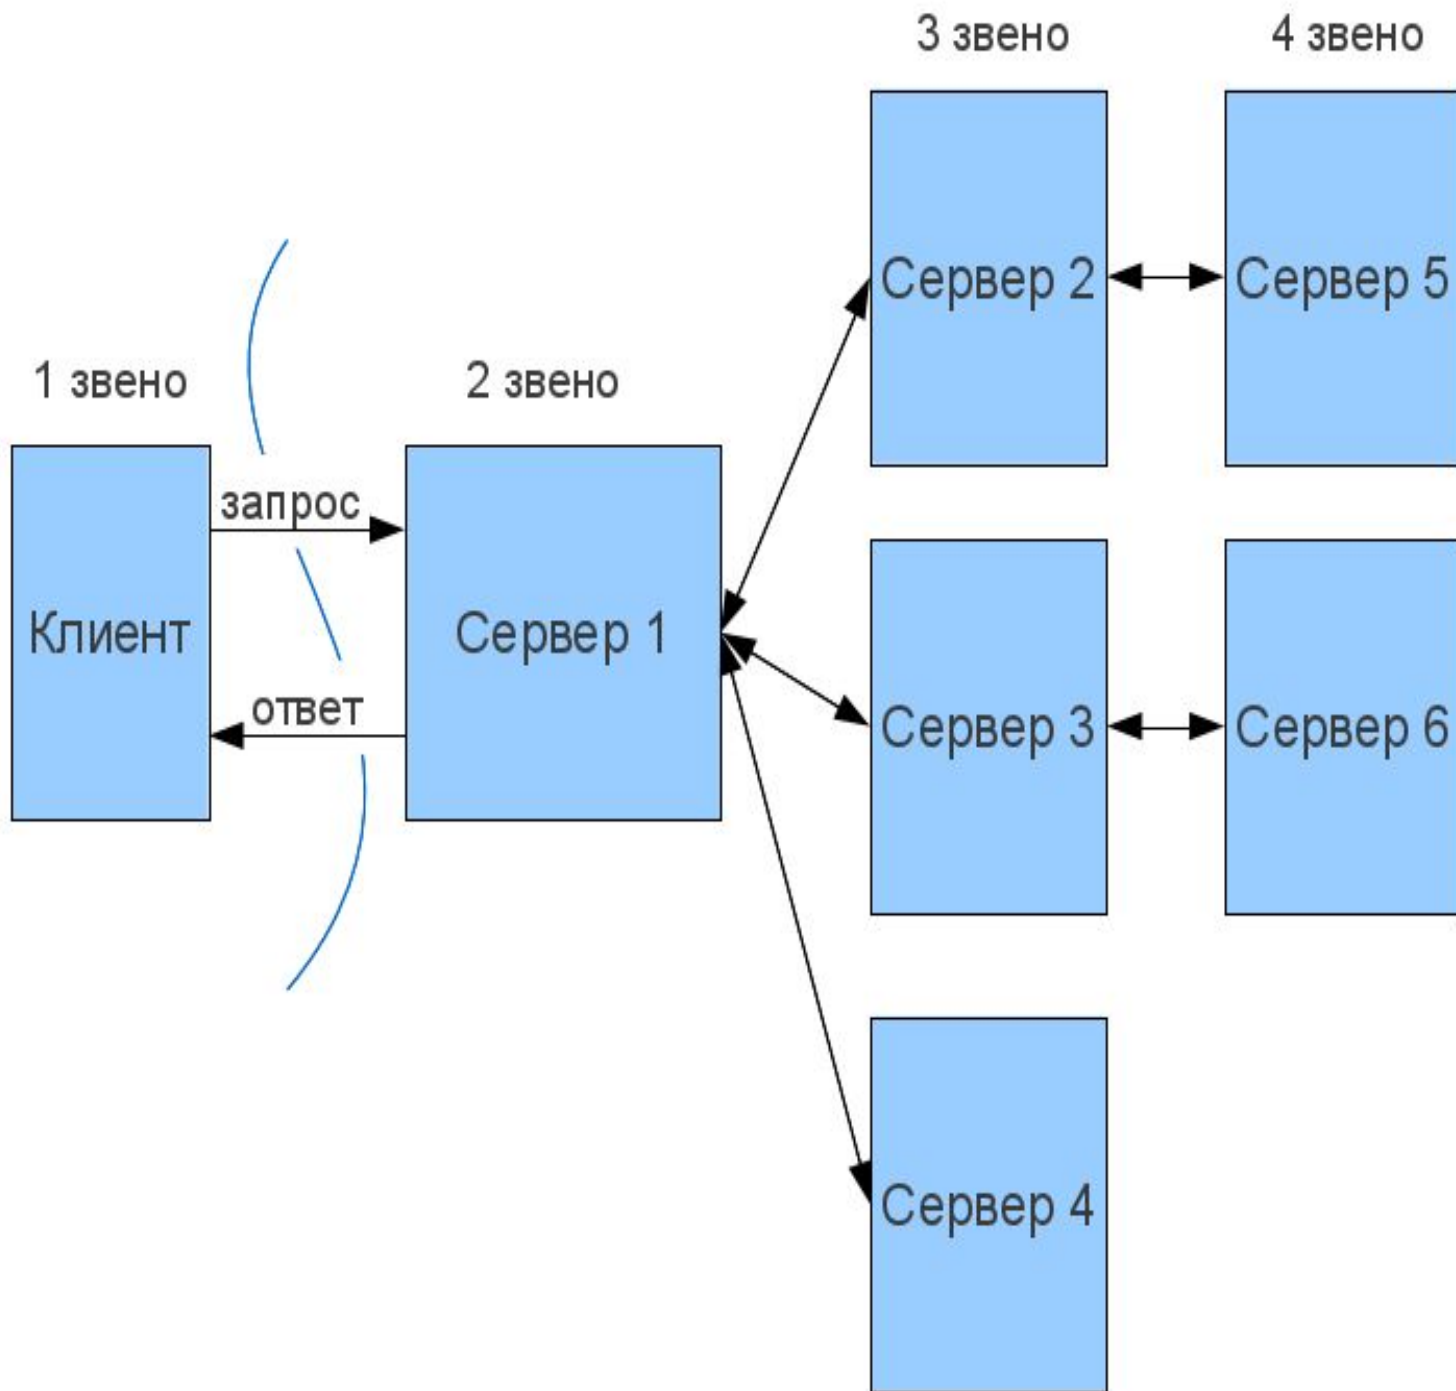 3 звено
4 звено
Сервер 2
Сервер 5
1 звено
2 звено
запрос
Клиент
Сервер 1
ответ
Сервер 3
Сервер 6
Сервер 4